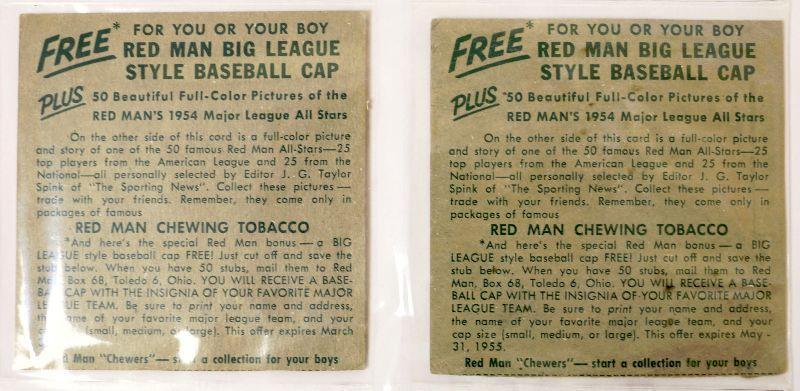 FREE* FOR YOU OR YOUR BOY
RED MAN BIG LEAGUE
STYLE BASEBALL CAP
PLUS 50 Beautiful Full-Color Pictures of the
RED MAN'S 1954 Major League All Stars
On the other side of this card is a full-color picture
and story of one of the 50 famous Red Man All-Stars—25
top players from the American League and 25 from the
National—all personally selected by Editor J. G. Taylor
Spink of "The Sporting News". Collect these pictures —
trade with your friends. Remember, they come only in
packages of famous
RED MAN CHEWING TOBACCO
*And here's the special Red Man bonus — a BIG
LEAGUE style baseball cap FREE! Just cut off and save the
stub below. When you have 50 stubs, mail them to Red
Man, Box 68, Toledo 6, Ohio. YOU WILL RECEIVE A BASE-
BALL CAP WITH THE INSIGNIA OF YOUR FAVORITE MAJOR
LEAGUE TEAM. Be sure to print your name and address,
the name of your favorite major league team, and your
(small, medium, or large). This offer expires March
Man "Chewers" — start a collection for your boys
FREE* FOR YOU OR YOUR BOY
RED MAN BIG LEAGUE
STYLE BASEBALL CAP
PLUS 50 Beautiful Full-Color Pictures of the
RED MAN'S 1954 Major League All Stars
On the other side of this card is a full-color picture
and story of one of the 50 famous Red Man All-Stars—25
top players from the American League and 25 from the
National—all personally selected by Editor J. G. Taylor
Spink of "The Sporting News". Collect these pictures —
trade with your friends. Remember, they come only in
packages of famous
RED MAN CHEWING TOBACCO
*And here's the special Red Man bonus — a BIG
LEAGUE style baseball cap FREE! Just cut off and save the
stub below. When you have 50 stubs, mail them to Red
Man, Box 68, Toledo 6, Ohio. YOU WILL RECEIVE A BASE-
BALL CAP WITH THE INSIGNIA OF YOUR FAVORITE MAJOR
LEAGUE TEAM. Be sure to print your name and address,
the name of your favorite major league team, and your
cap size (small, medium, or large). This offer expires May
31, 1955.
Red Man "Chewers" — start a collection for your boys